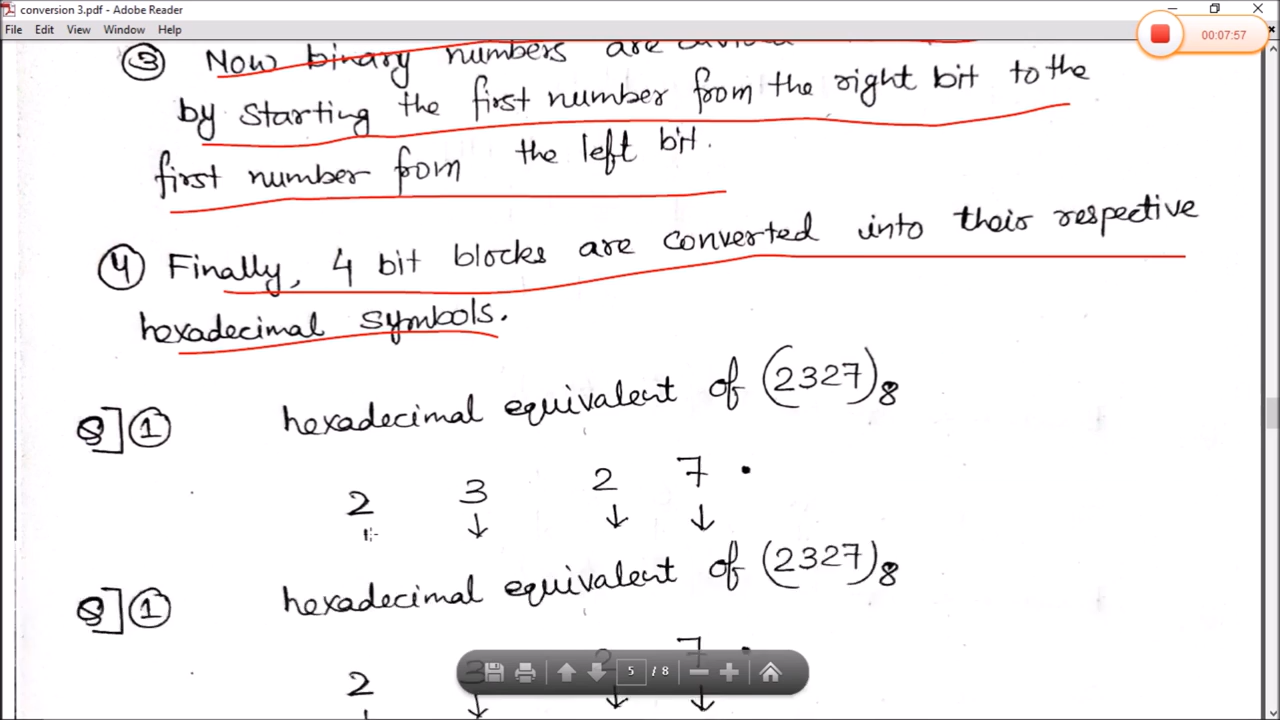 conversion 3.pdf - Adobe Reader
File Edit View Window Help
00:07:57
③ Now binary numbers are
by starting the first number from the right bit to the
first number from the left bit.
④ Finally, 4 bit blocks are converted into their respective
hexadecimal symbols.
Q] ① hexadecimal equivalent of (2327)8
2 3 2 7 .
↓ ↓ ↓
Q] ① hexadecimal equivalent of (2327)8
2 3 2 7 .
↓ ↓ ↓
5 / 8